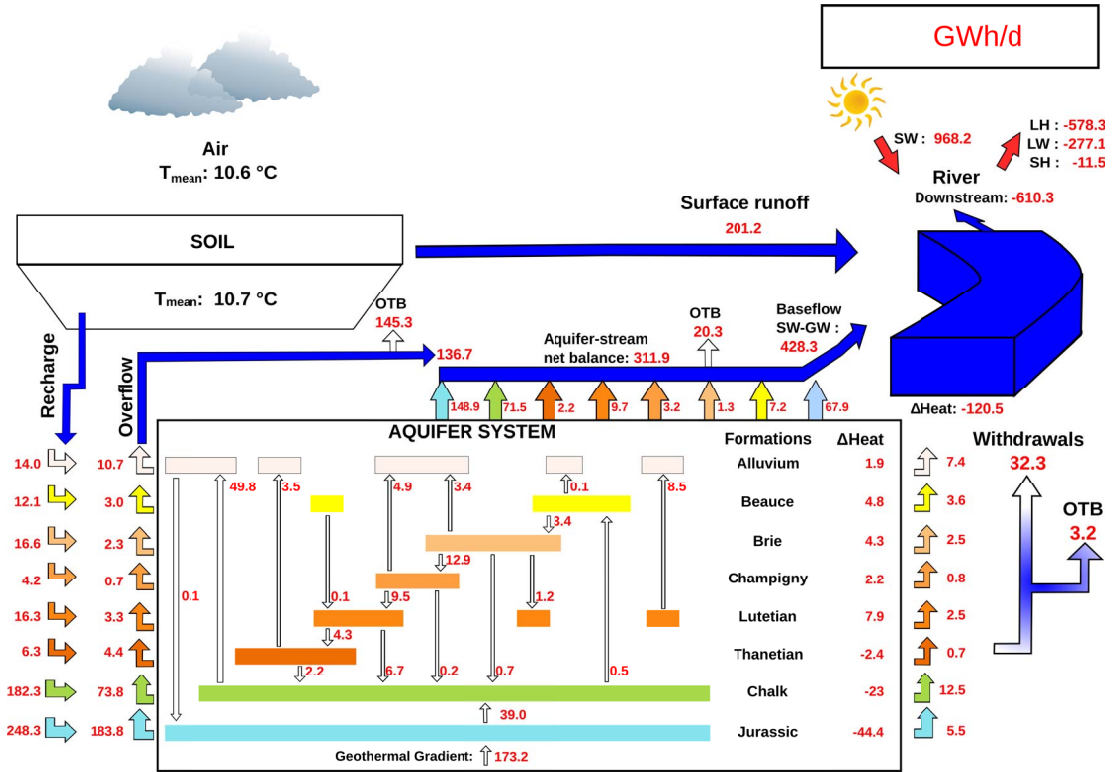 GWh/d
SW: 968.2
LH : -578.3
LW : -277.1
SH : -11.5
Air
Tmean: 10.6 °C
River
Downstream: -610.3
Surface runoff
201.2
SOIL
Tmean: 10.7 °C
OTB
145.3
OTB
20.3
Baseflow
SW-GW :
428.3
Aquifer-stream
net balance: 311.9
136.7
Recharge
Overflow
148.9 71.5 2.2 9.7 3.2 1.3 7.2 67.9
ΔHeat: -120.5
AQUIFER SYSTEM
Formations ΔHeat
Withdrawals
32.3
OTB
3.2
14.0 10.7 Alluvium 1.9 7.4
49.8 3.5 4.9 3.4 0.1 8.5
12.1 3.0 Beauce 4.8 3.6
3.4
16.6 2.3 Brie 4.3 2.5
12.9
4.2 0.7 Champigny 2.2 0.8
0.1 0.1 9.5 1.2
16.3 3.3 Lutetian 7.9 2.5
4.3
6.3 4.4 Thanetian -2.4 0.7
2.2 6.7 0.2 0.7 0.5
182.3 73.8 Chalk -23 12.5
39.0
248.3 183.8 Jurassic -44.4 5.5
Geothermal Gradient: 173.2